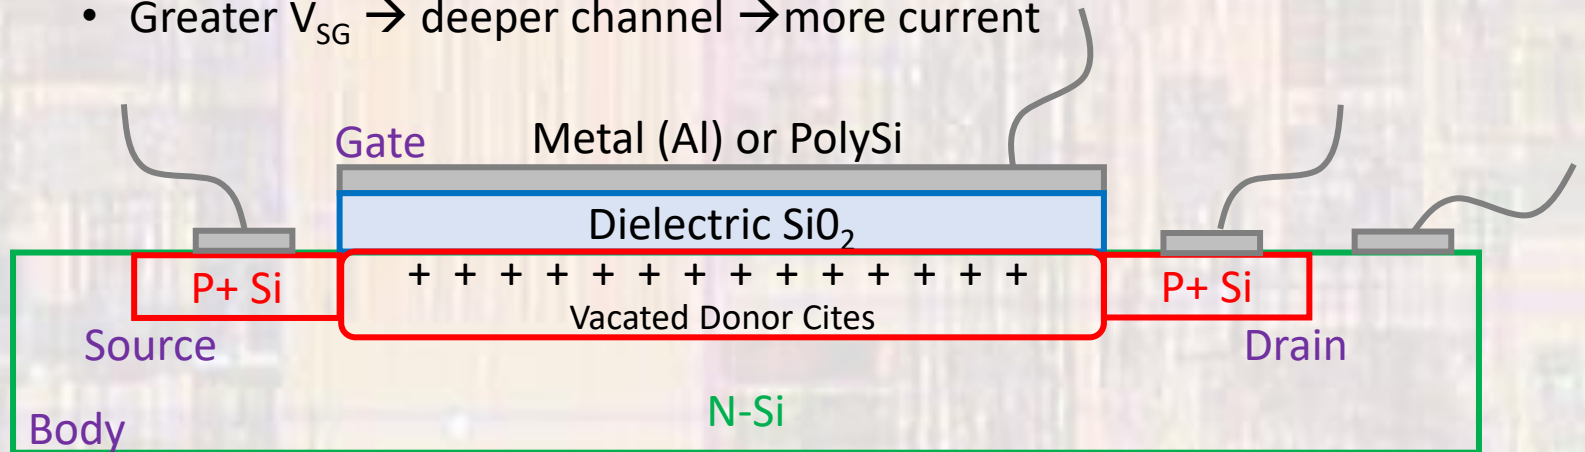 • Greater V_SG → deeper channel →more current
Gate
Metal (Al) or PolySi
Dielectric Si0₂
P+ Si
+ + + + + + + + + + + + + +
P+ Si
Vacated Donor Cites
Source
Drain
N-Si
Body